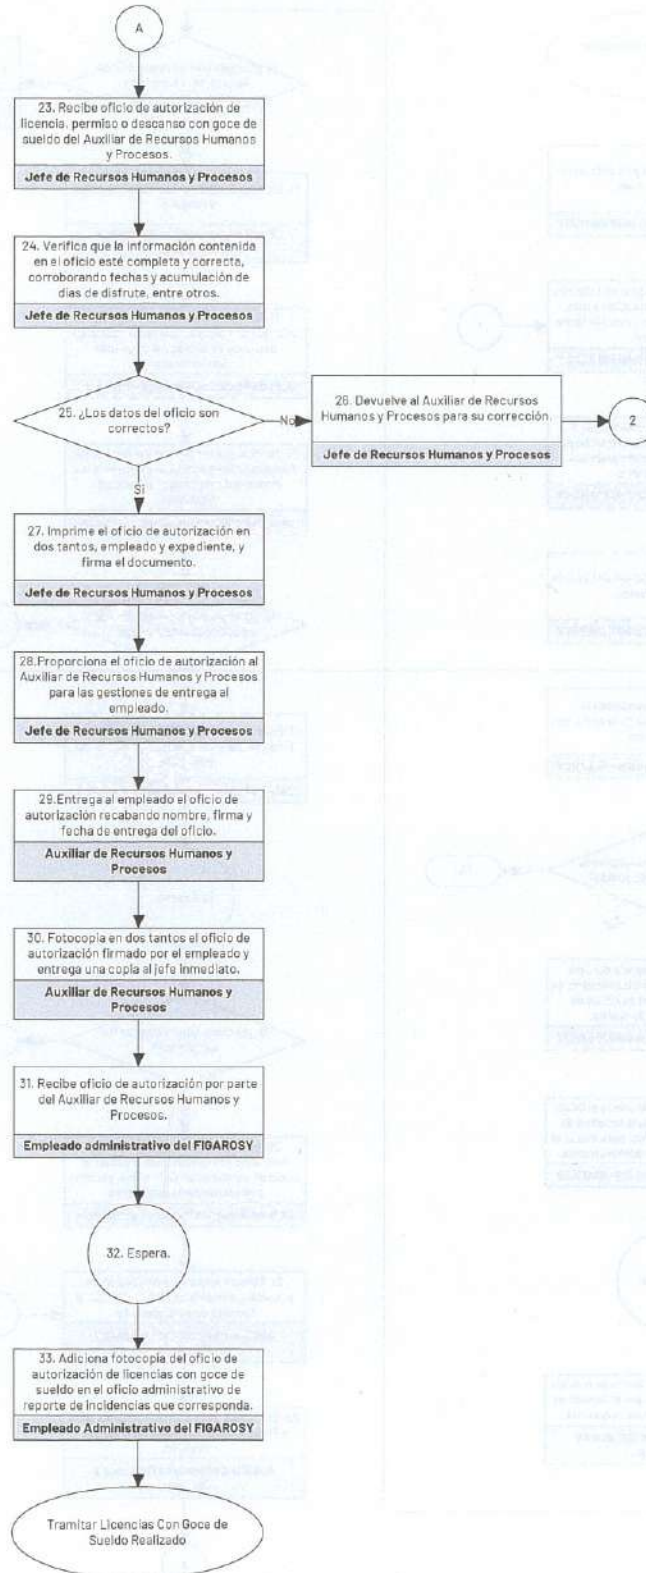 A
23. Recibe oficio de autorización de
licencia, permiso o descanso con goce de
sueldo del Auxiliar de Recursos Humanos
y Procesos.
Jefe de Recursos Humanos y Procesos
24. Verifica que la información contenida
en el oficio esté completa y correcta,
corroborando fechas y acumulación de
días de disfrute, entre otros.
Jefe de Recursos Humanos y Procesos
25. ¿Los datos del oficio son
correctos?
No
26. Devuelve al Auxiliar de Recursos
Humanos y Procesos para su corrección.
Jefe de Recursos Humanos y Procesos
2
Si
27. Imprime el oficio de autorización en
dos tantos, empleado y expediente, y
firma el documento.
Jefe de Recursos Humanos y Procesos
28.Proporciona el oficio de autorización al
Auxiliar de Recursos Humanos y Procesos
para las gestiones de entrega al
empleado.
Jefe de Recursos Humanos y Procesos
29.Entrega al empleado el oficio de
autorización recabando nombre, firma y
fecha de entrega del oficio.
Auxiliar de Recursos Humanos y
Procesos
30. Fotocopia en dos tantos el oficio de
autorización firmado por el empleado y
entrega una copia al jefe inmediato.
Auxiliar de Recursos Humanos y
Procesos
31. Recibe oficio de autorización por parte
del Auxiliar de Recursos Humanos y
Procesos.
Empleado administrativo del FIGAROSY
32. Espera.
33. Adiciona fotocopia del oficio de
autorización de licencias con goce de
sueldo en el oficio administrativo de
reporte de incidencias que corresponda.
Empleado Administrativo del FIGAROSY
Tramitar Licencias Con Goce de
Sueldo Realizado